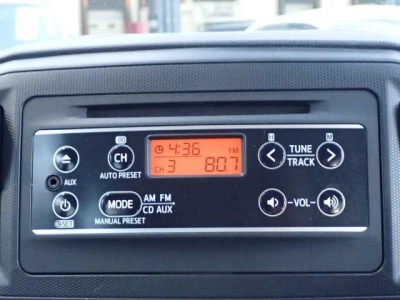 4:36 FM
CH 3 80.7
CH
AUTO PRESET
AUX
MODE
MANUAL PRESET
AM FM
CD AUX
H M
TUNE
TRACK
VOL